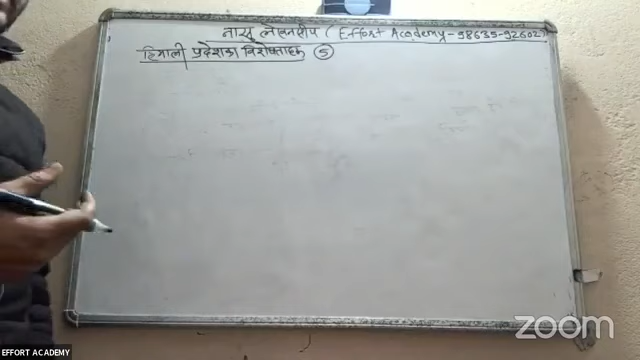 नासु लेखनशीप ( Effort Academy-98635-92602)
हिमाली प्रदेशका विशेषताहरु (5)
zoom
EFFORT ACADEMY